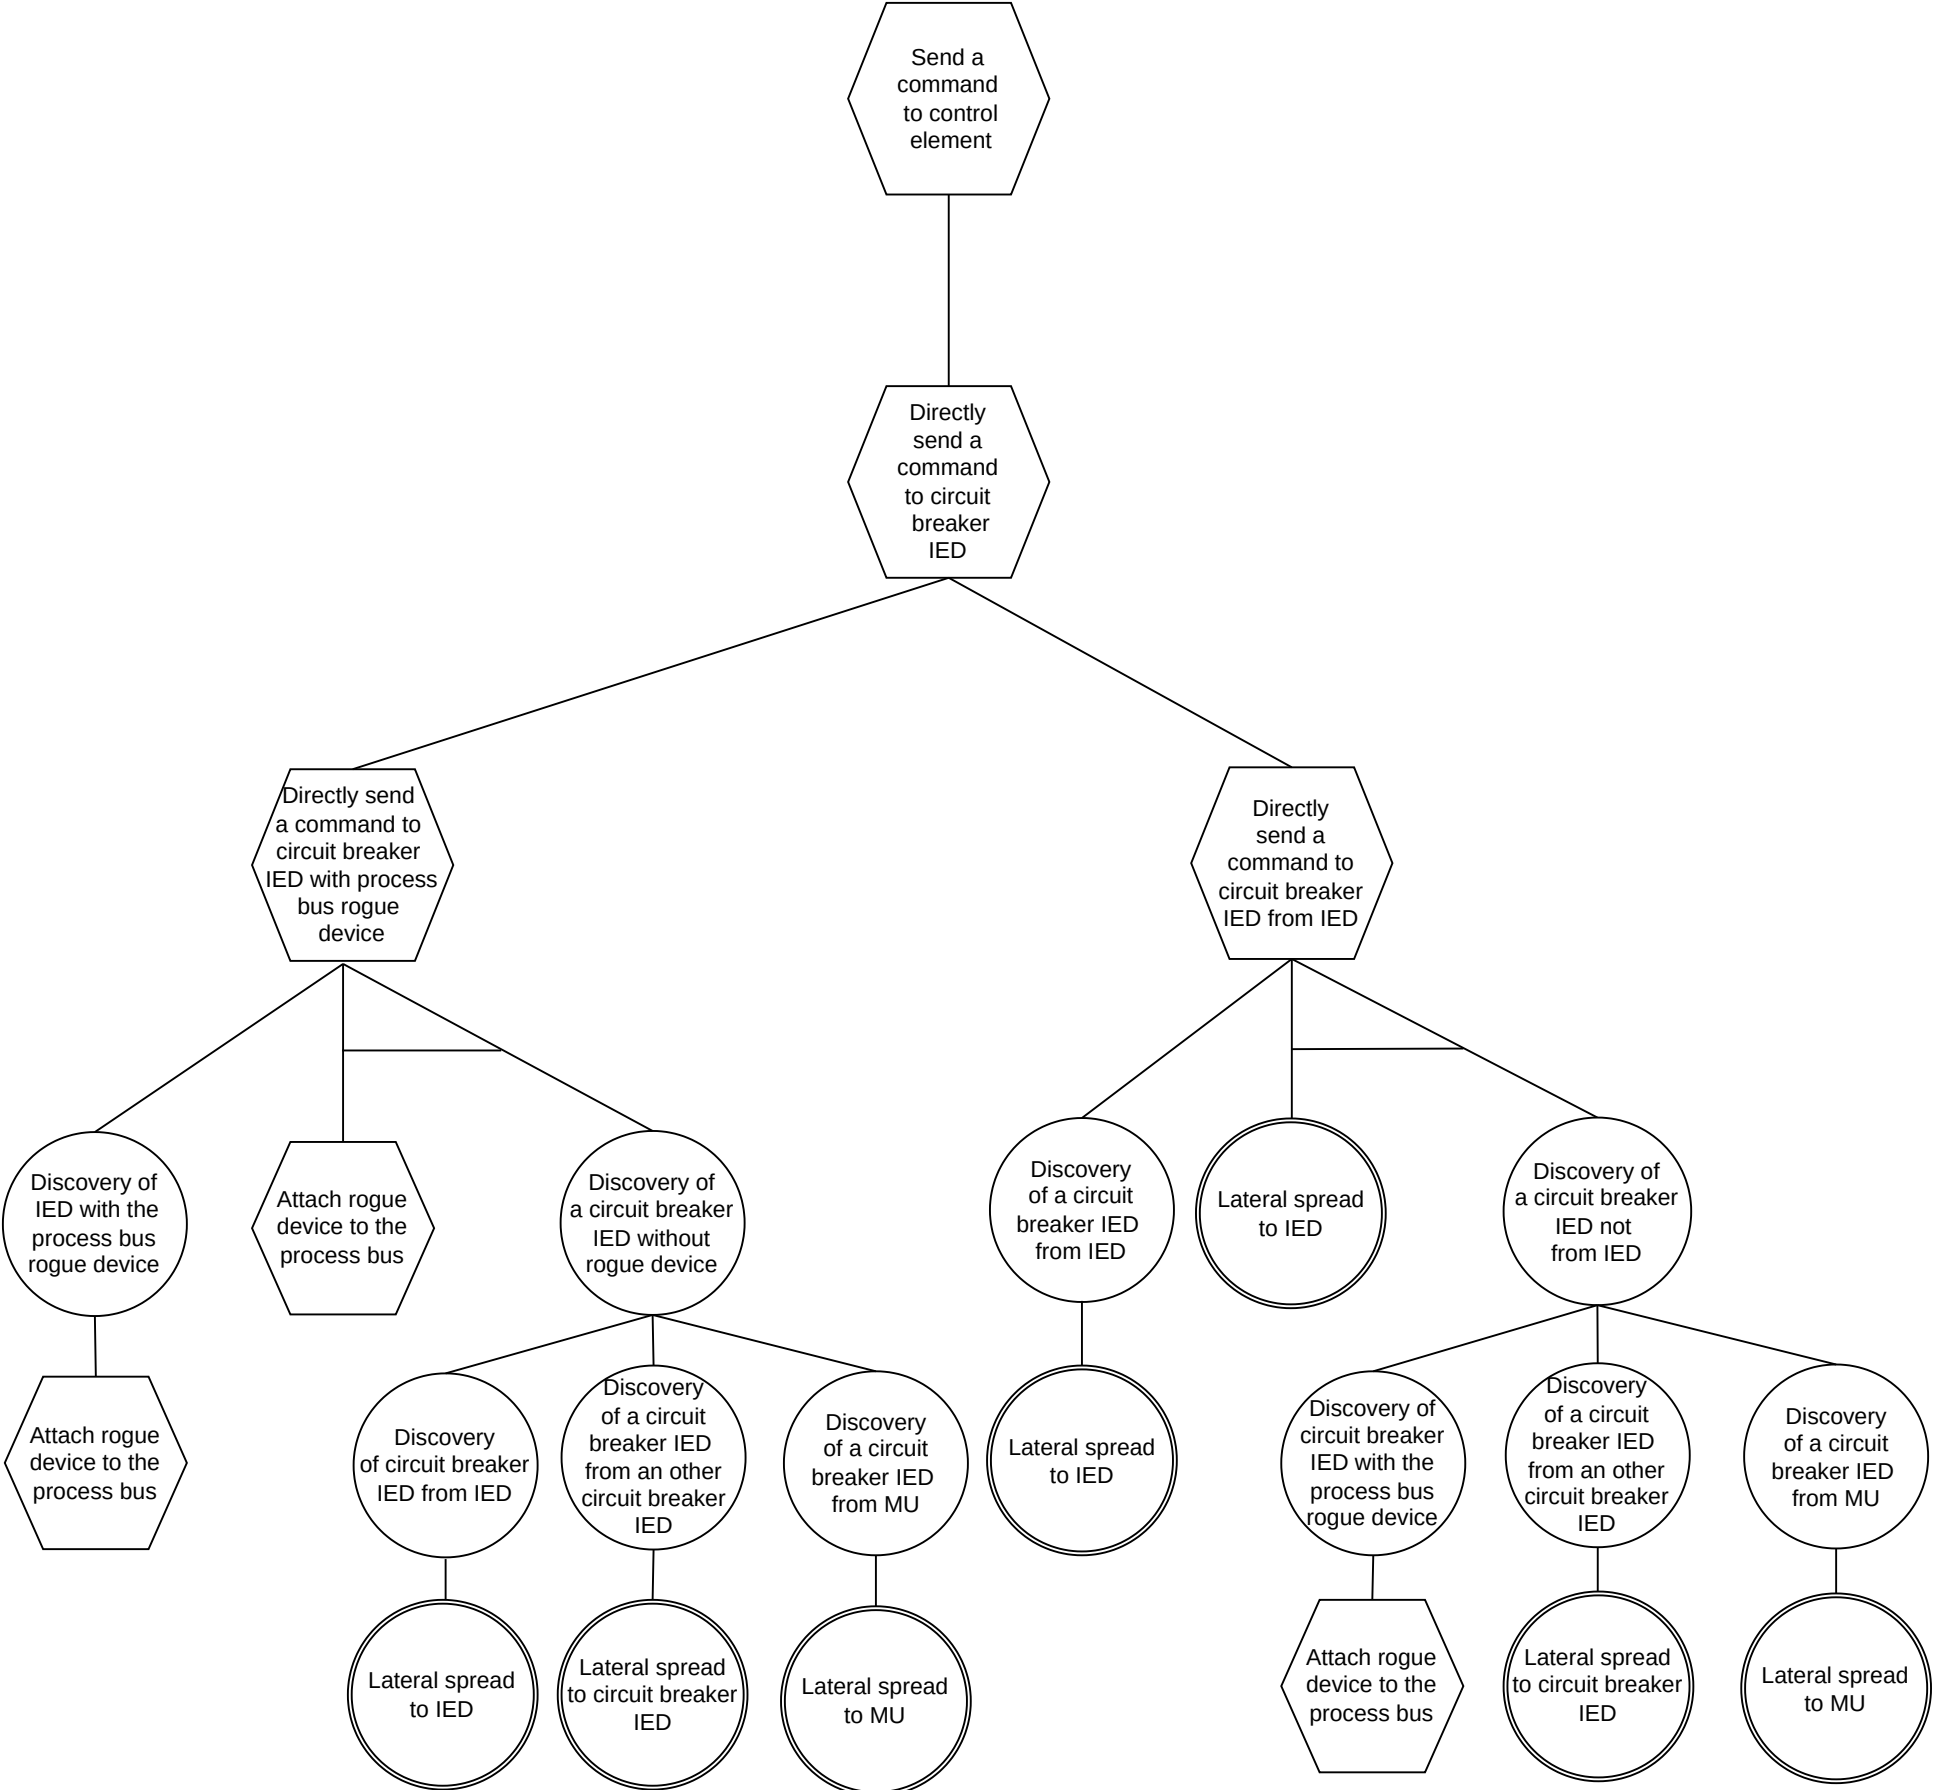 Send a
command
to control
element
Directly
send a
command
to circuit
breaker
IED
Directly send
a command to
circuit breaker
IED with process
bus rogue
device
Directly
send a
command to
circuit breaker
IED from IED
Discovery of
IED with the
process bus
rogue device
Attach rogue
device to the
process bus
Discovery of
a circuit breaker
IED without
rogue device
Discovery
of a circuit
breaker IED
from IED
Lateral spread
to IED
Discovery of
a circuit breaker
IED not
from IED
Attach rogue
device to the
process bus
Discovery
of circuit breaker
IED from IED
Discovery
of a circuit
breaker IED
from an other
circuit breaker
IED
Discovery
of a circuit
breaker IED
from MU
Lateral spread
to IED
Discovery of
circuit breaker
IED with the
process bus
rogue device
Discovery
of a circuit
breaker IED
from an other
circuit breaker
IED
Discovery
of a circuit
breaker IED
from MU
Lateral spread
to IED
Lateral spread
to circuit breaker
IED
Lateral spread
to MU
Attach rogue
device to the
process bus
Lateral spread
to circuit breaker
IED
Lateral spread
to MU